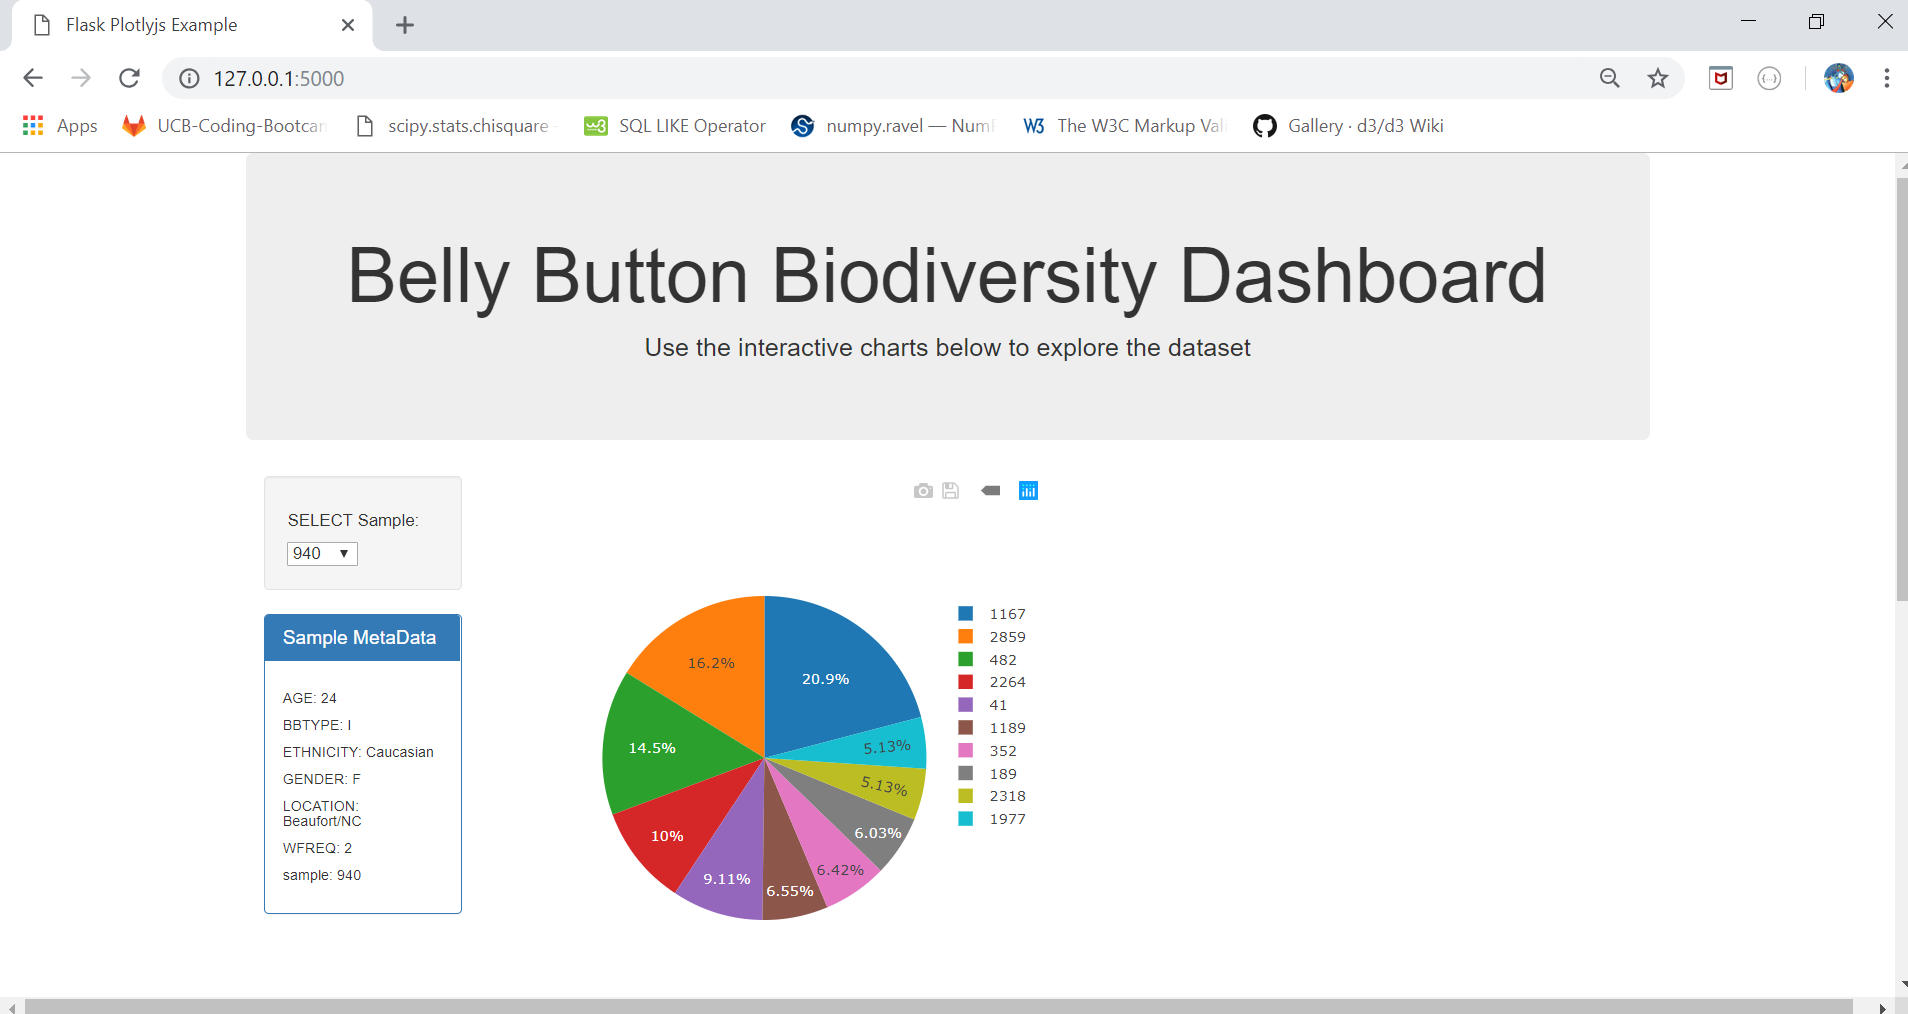 Flask Plotlyjs Example
127.0.0.1:5000
Apps
UCB-Coding-Bootcan
scipy.stats.chisquare
SQL LIKE Operator
numpy.ravel — Num
The W3C Markup Val
Gallery · d3/d3 Wiki
Belly Button Biodiversity Dashboard
Use the interactive charts below to explore the dataset
SELECT Sample:
940
Sample MetaData
AGE: 24
BBTYPE: I
ETHNICITY: Caucasian
GENDER: F
LOCATION:
Beaufort/NC
WFREQ: 2
sample: 940
16.2%
20.9%
14.5%
5.13%
5.13%
10%
6.03%
9.11%
6.55%
6.42%
1167
2859
482
2264
41
1189
352
189
2318
1977